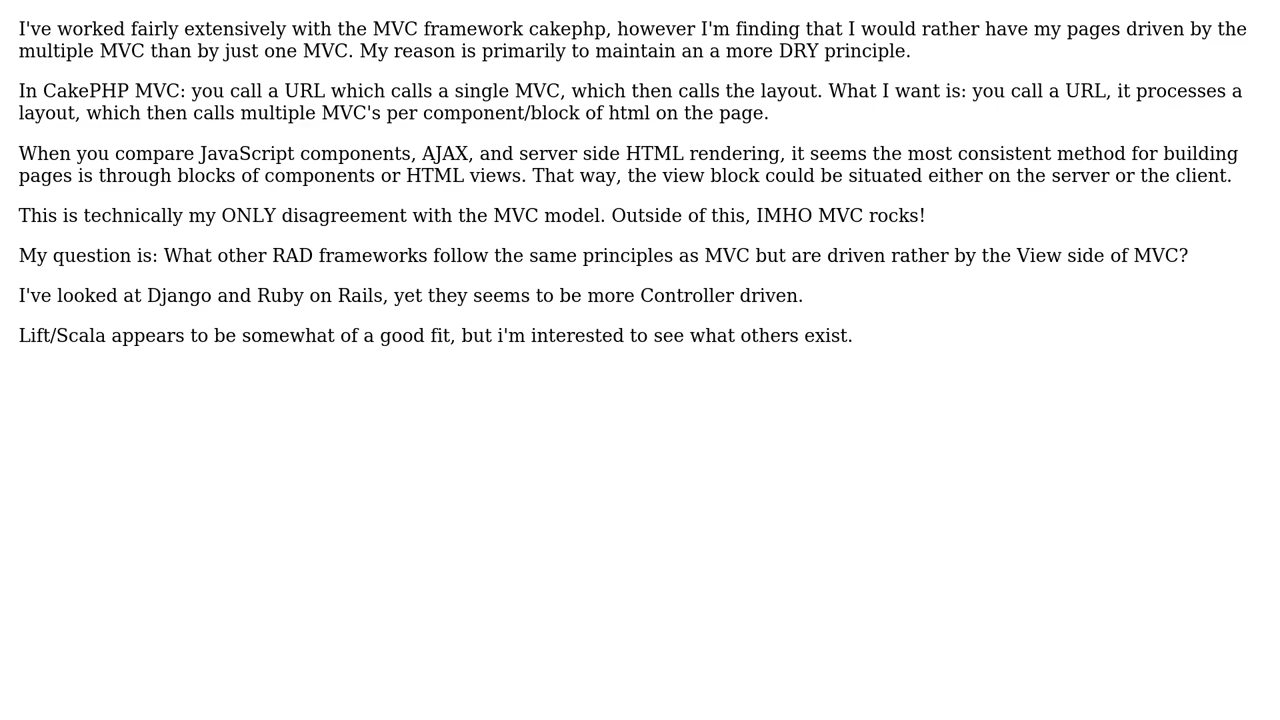 I've worked fairly extensively with the MVC framework cakephp, however I'm finding that I would rather have my pages driven by the
multiple MVC than by just one MVC. My reason is primarily to maintain an a more DRY principle.
In CakePHP MVC: you call a URL which calls a single MVC, which then calls the layout. What I want is: you call a URL, it processes a
layout, which then calls multiple MVC's per component/block of html on the page.
When you compare JavaScript components, AJAX, and server side HTML rendering, it seems the most consistent method for building
pages is through blocks of components or HTML views. That way, the view block could be situated either on the server or the client.
This is technically my ONLY disagreement with the MVC model. Outside of this, IMHO MVC rocks!
My question is: What other RAD frameworks follow the same principles as MVC but are driven rather by the View side of MVC?
I've looked at Django and Ruby on Rails, yet they seems to be more Controller driven.
Lift/Scala appears to be somewhat of a good fit, but i'm interested to see what others exist.